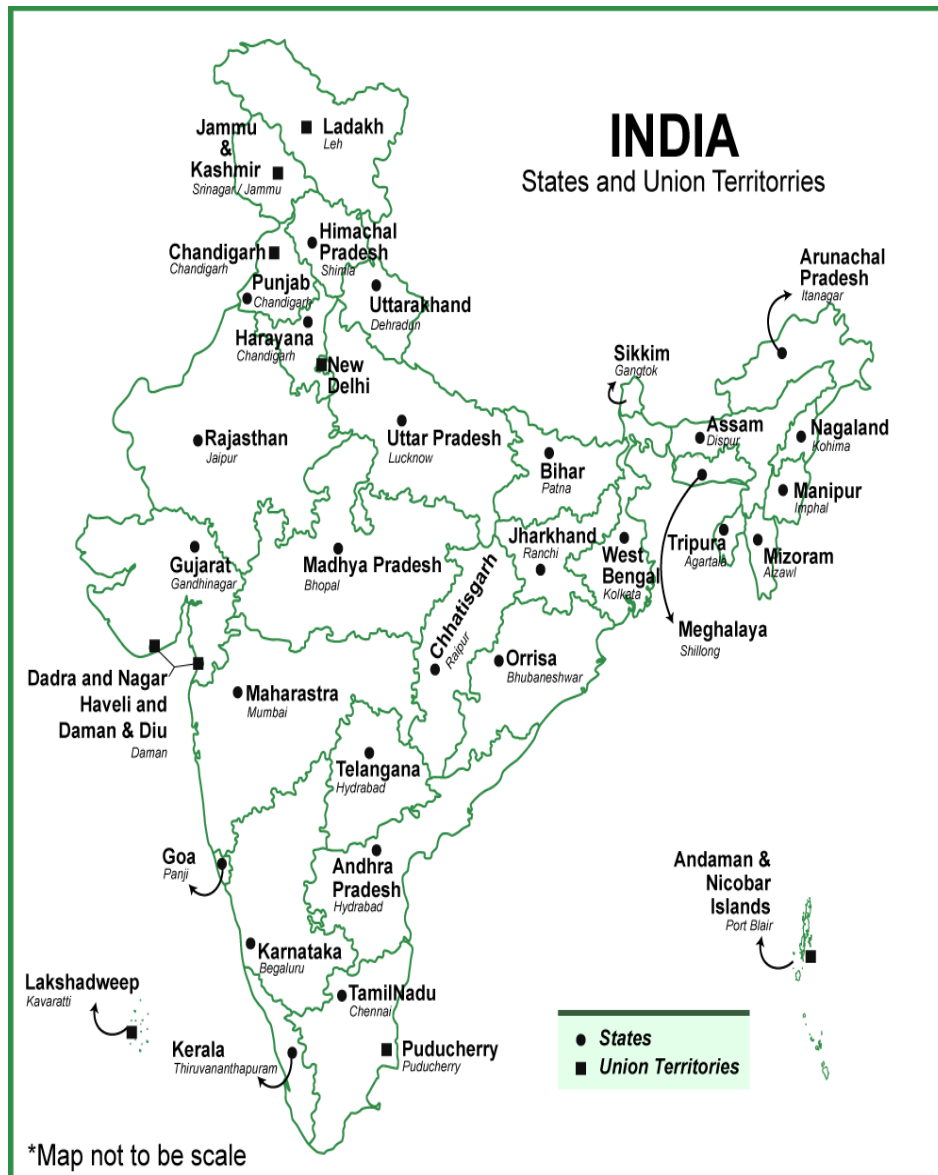 INDIA
States and Union Territorries
Jammu
&
Kashmir
Srinagar / Jammu
Ladakh
Leh
Himachal
Pradesh
Shimla
Chandigarh
Chandigarh
Punjab
Chandigarh
Uttarakhand
Dehradun
Harayana
Chandigarh
New
Delhi
Arunachal
Pradesh
Itanagar
Sikkim
Gangtok
Rajasthan
Jaipur
Uttar Pradesh
Lucknow
Bihar
Patna
Assam
Dispur
Nagaland
Kohima
Manipur
Imphal
Gujarat
Gandhinagar
Madhya Pradesh
Bhopal
Jharkhand
Ranchi
West
Bengal
Kolkata
Tripura
Agartala
Mizoram
Aizawl
Chhatisgarh
Raipur
Meghalaya
Shillong
Orrisa
Bhubaneshwar
Dadra and Nagar
Haveli and
Daman & Diu
Daman
Maharastra
Mumbai
Telangana
Hydrabad
Goa
Panji
Andhra
Pradesh
Hydrabad
Andaman &
Nicobar
Islands
Port Blair
Karnataka
Begaluru
Lakshadweep
Kavaratti
TamilNadu
Chennai
Kerala
Thiruvananthapuram
Puducherry
Puducherry
States
Union Territories
*Map not to be scale